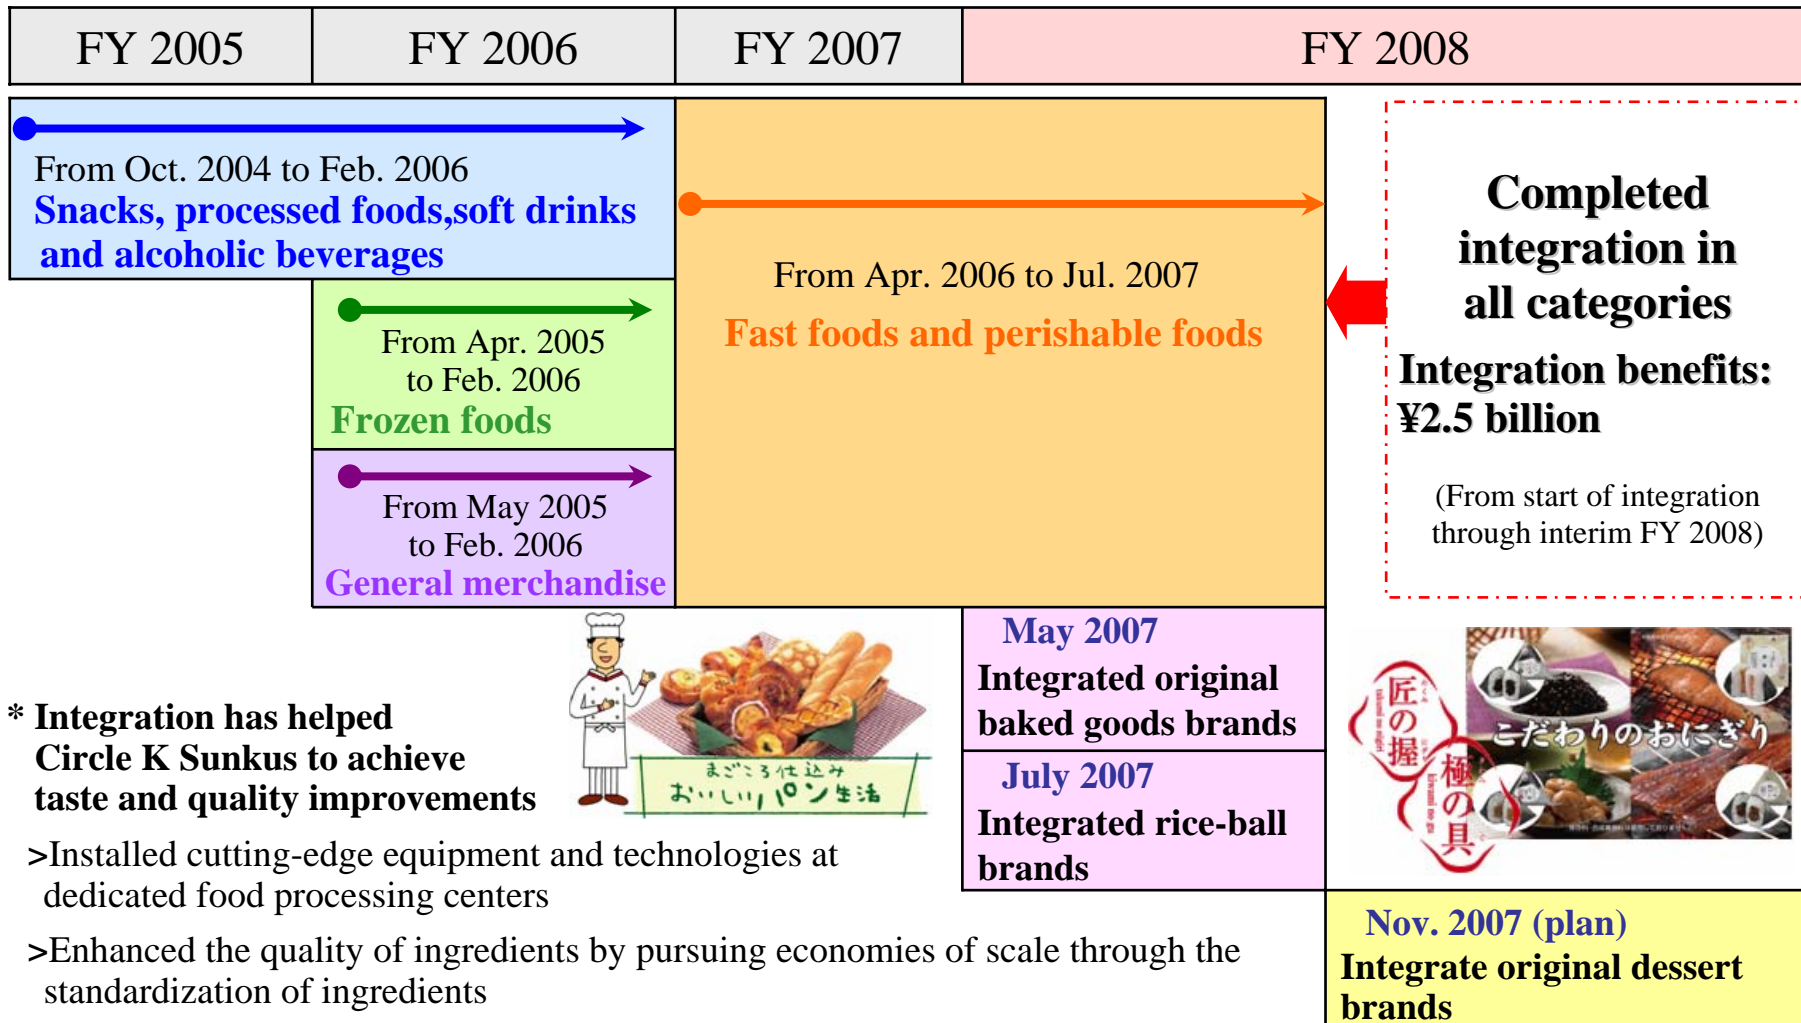 FY 2005
FY 2006
FY 2007
FY 2008
From Oct. 2004 to Feb. 2006
Snacks, processed foods,soft drinks
and alcoholic beverages
From Apr. 2005
to Feb. 2006
Frozen foods
From May 2005
to Feb. 2006
General merchandise
From Apr. 2006 to Jul. 2007
Fast foods and perishable foods
Completed
integration in
all categories
Integration benefits:
¥2.5 billion
(From start of integration
through interim FY 2008)
May 2007
Integrated original
baked goods brands
July 2007
Integrated rice-ball
brands
Nov. 2007 (plan)
Integrate original dessert
brands
まごころ仕込み
おいしいパン生活
匠の握
takumi no nigiri
極の具
kiwami no gu
こだわりのおにぎり
* Integration has helped
Circle K Sunkus to achieve
taste and quality improvements
>Installed cutting-edge equipment and technologies at
dedicated food processing centers
>Enhanced the quality of ingredients by pursuing economies of scale through the
standardization of ingredients